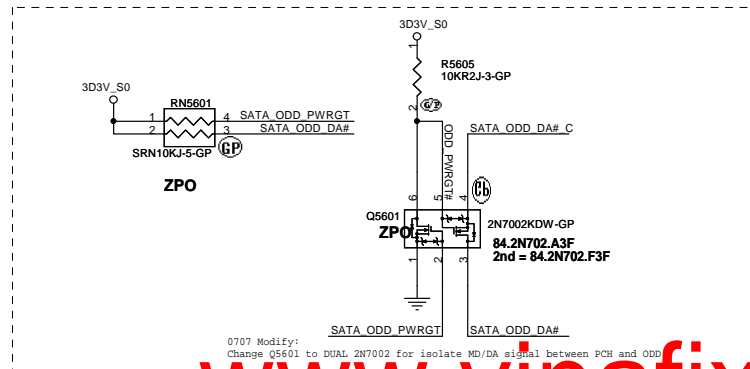 3D3V_S0
1
R5605
10KR2J-3-GP
2
3D3V_S0
RN5601
1 4 SATA_ODD_PWRGT
2 3 SATA_ODD_DA#
SRN10KJ-5-GP
GP
ZPO
ODD_PWRGT#
SATA_ODD_DA#_C
6 5 4
Q5601
ZPO
2N7002KDW-GP
84.2N702.A3F
2nd = 84.2N702.F3F
1 2 3
SATA_ODD_PWRGT
SATA_ODD_DA#
0707 Modify:
Change Q5601 to DUAL 2N7002 for isolate MD/DA signal between PCH and ODD